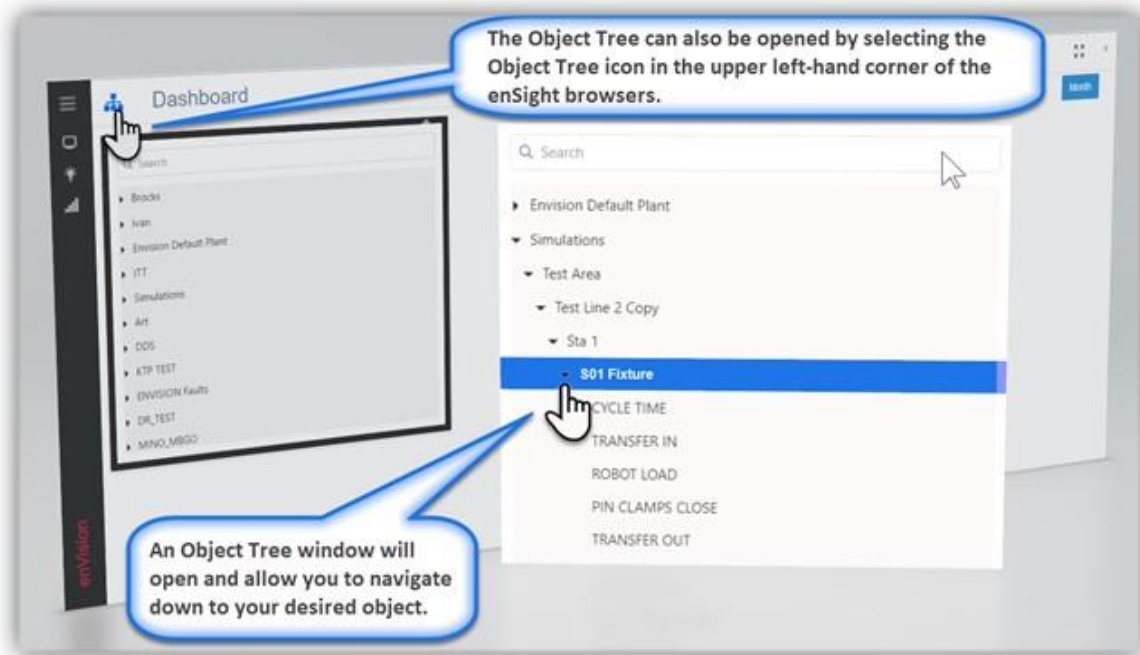 The Object Tree can also be opened by selecting the
Object Tree icon in the upper left-hand corner of the
enSight browsers.
Dashboard
Month
Search
Brocks
Ivan
Envision Default Plant
ITT
Simulations
Art
DDS
KTP TEST
ENVISION Faults
DR_TEST
MINO_MBGO
Search
Envision Default Plant
Simulations
Test Area
Test Line 2 Copy
Sta 1
S01 Fixture
CYCLE TIME
TRANSFER IN
ROBOT LOAD
PIN CLAMPS CLOSE
TRANSFER OUT
An Object Tree window will
open and allow you to navigate
down to your desired object.
enVision